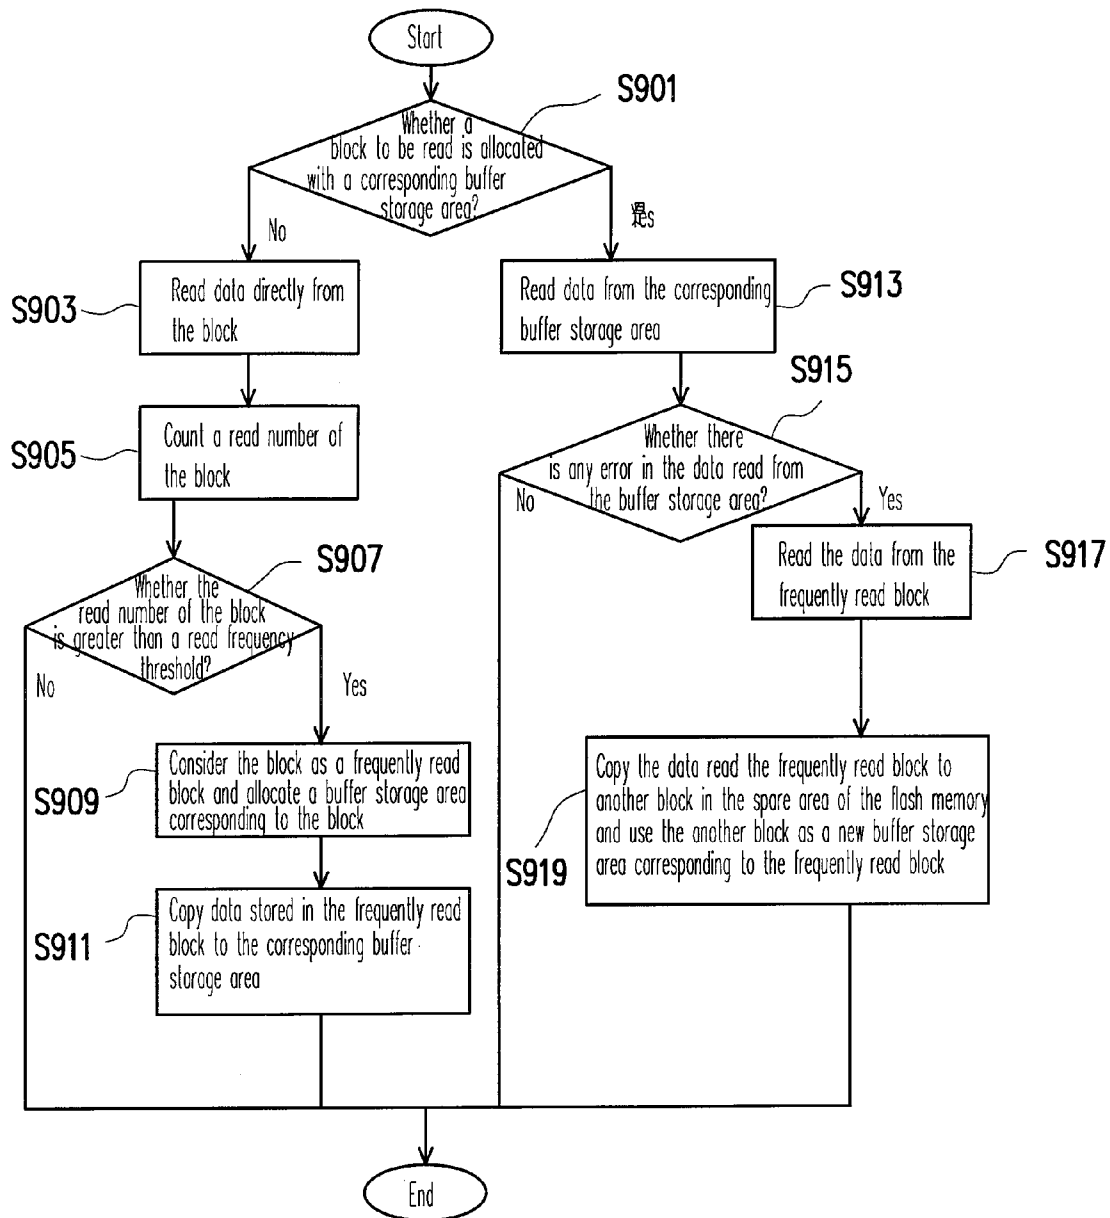 Start
S901
Whether a
block to be read is allocated
with a corresponding buffer
storage area?
No
Yes
S903
Read data directly from
the block
Read data from the corresponding
buffer storage area
S913
S905
Count a read number of
the block
S915
Whether there
is any error in the data read from
the buffer storage area?
No
Yes
S907
Whether the
read number of the block
is greater than a read frequency
threshold?
No
Yes
Read the data from the
frequently read block
S917
S909
Consider the block as a frequently read
block and allocate a buffer storage area
corresponding to the block
S919
Copy the data read the frequently read block to
another block in the spare area of the flash memory
and use the another block as a new buffer storage
area corresponding to the frequently read block
S911
Copy data stored in the frequently read
block to the corresponding buffer
storage area
End